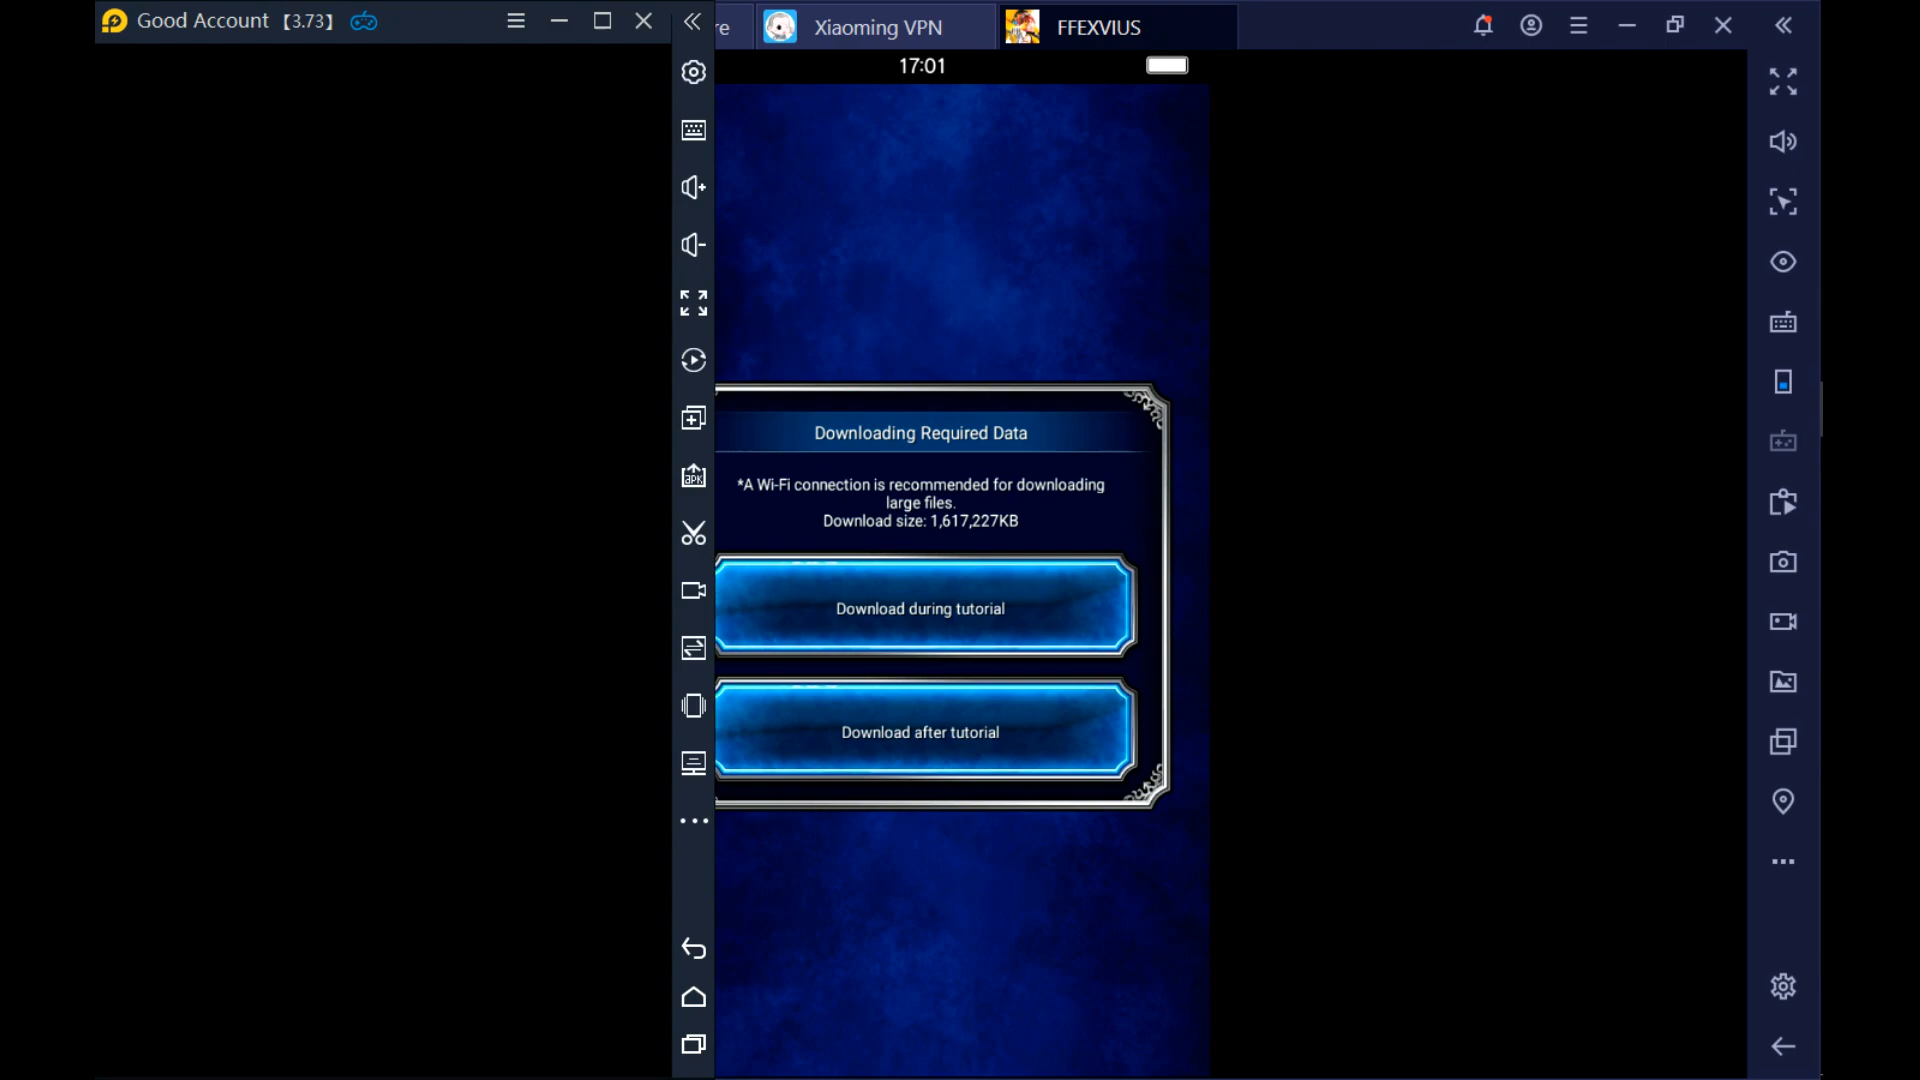 Good Account 【3.73】
re
Xiaoming VPN
FFEXVIUS
17:01
APK
Downloading Required Data
*A Wi-Fi connection is recommended for downloading
large files.
Download size: 1,617,227KB
Download during tutorial
Download after tutorial